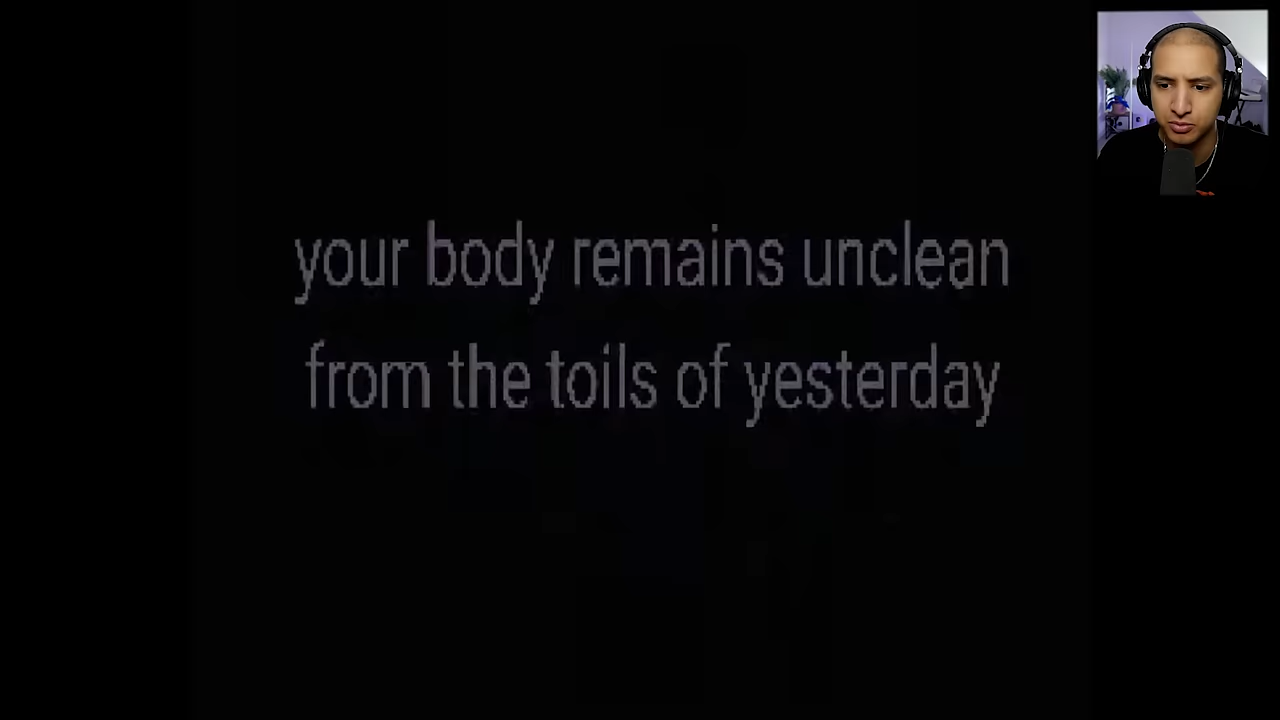 your body remains unclean
from the toils of yesterday